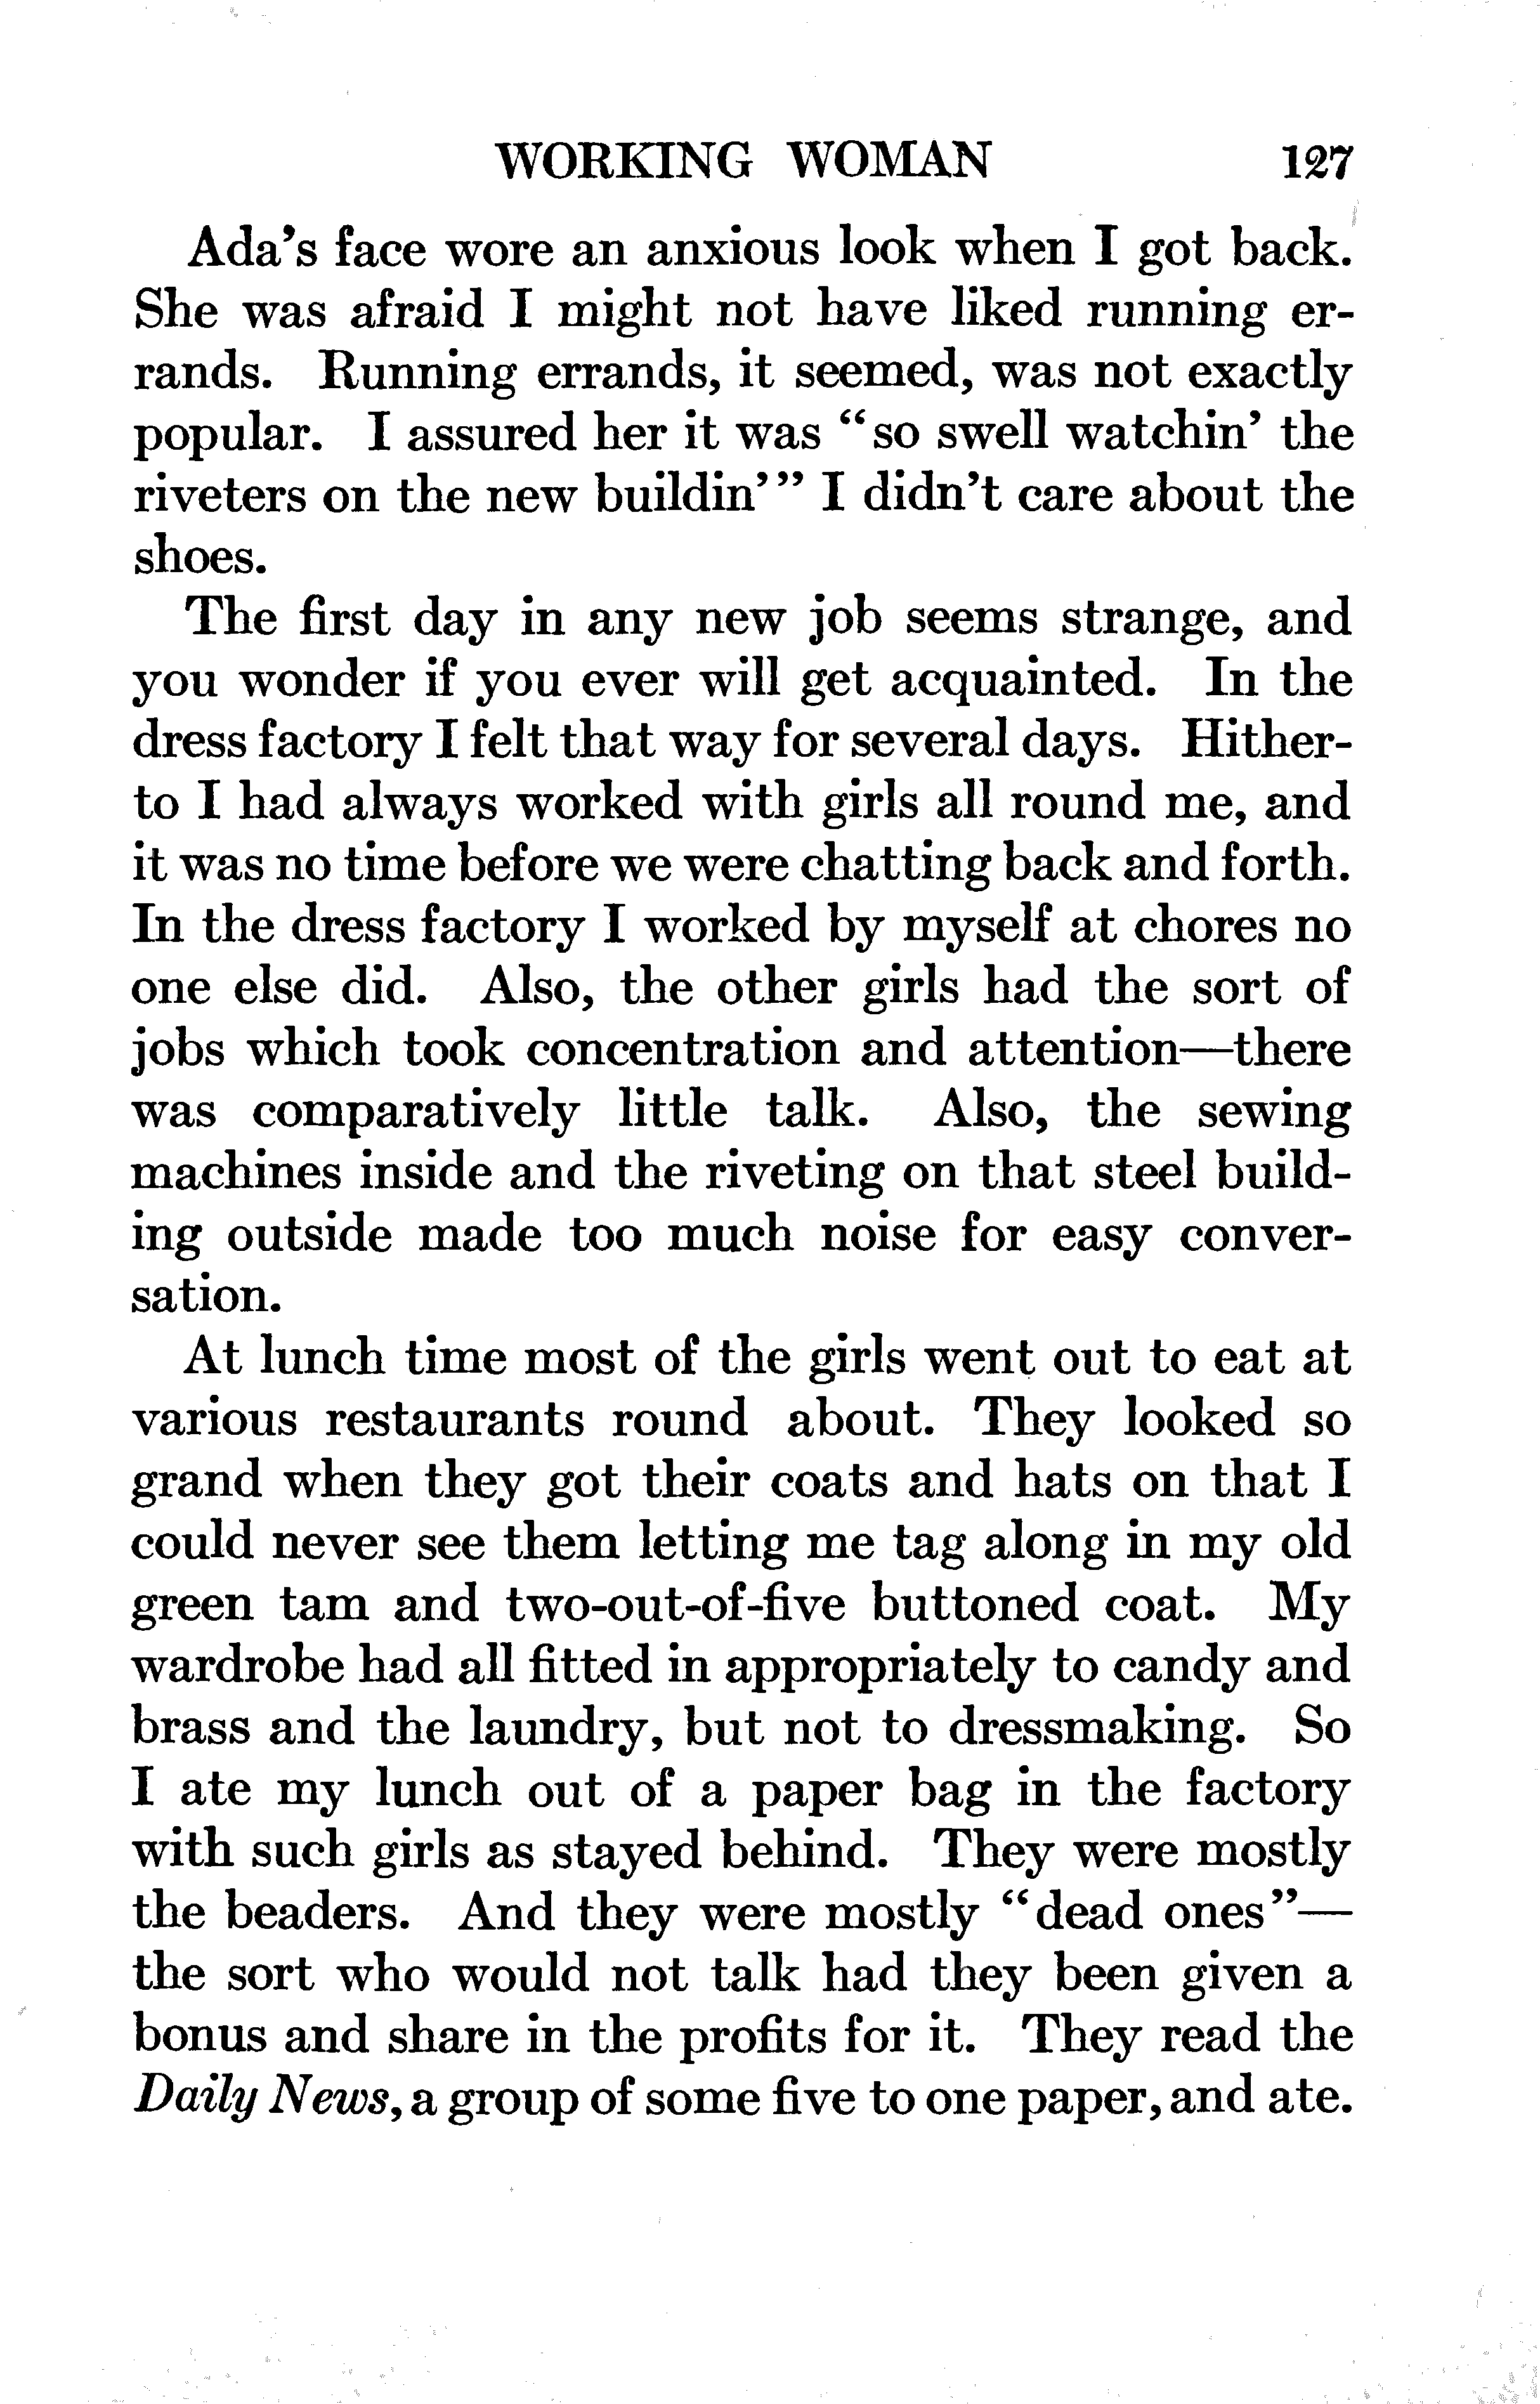 WORKING WOMAN 127
Ada's face wore an anxious look when I got back.
She was afraid I might not have liked running er-
rands. Running errands, it seemed, was not exactly
popular. I assured her it was “so swell watchin' the
riveters on the new buildin'” I didn't care about the
shoes.
The first day in any new job seems strange, and
you wonder if you ever will get acquainted. In the
dress factory I felt that way for several days. Hither-
to I had always worked with girls all round me, and
it was no time before we were chatting back and forth.
In the dress factory I worked by myself at chores no
one else did. Also, the other girls had the sort of
jobs which took concentration and attention—there
was comparatively little talk. Also, the sewing
machines inside and the riveting on that steel build-
ing outside made too much noise for easy conver-
sation.
At lunch time most of the girls went out to eat at
various restaurants round about. They looked so
grand when they got their coats and hats on that I
could never see them letting me tag along in my old
green tam and two-out-of-five buttoned coat. My
wardrobe had all fitted in appropriately to candy and
brass and the laundry, but not to dressmaking. So
I ate my lunch out of a paper bag in the factory
with such girls as stayed behind. They were mostly
the beaders. And they were mostly “dead ones”—
the sort who would not talk had they been given a
bonus and share in the profits for it. They read the
Daily News, a group of some five to one paper, and ate.